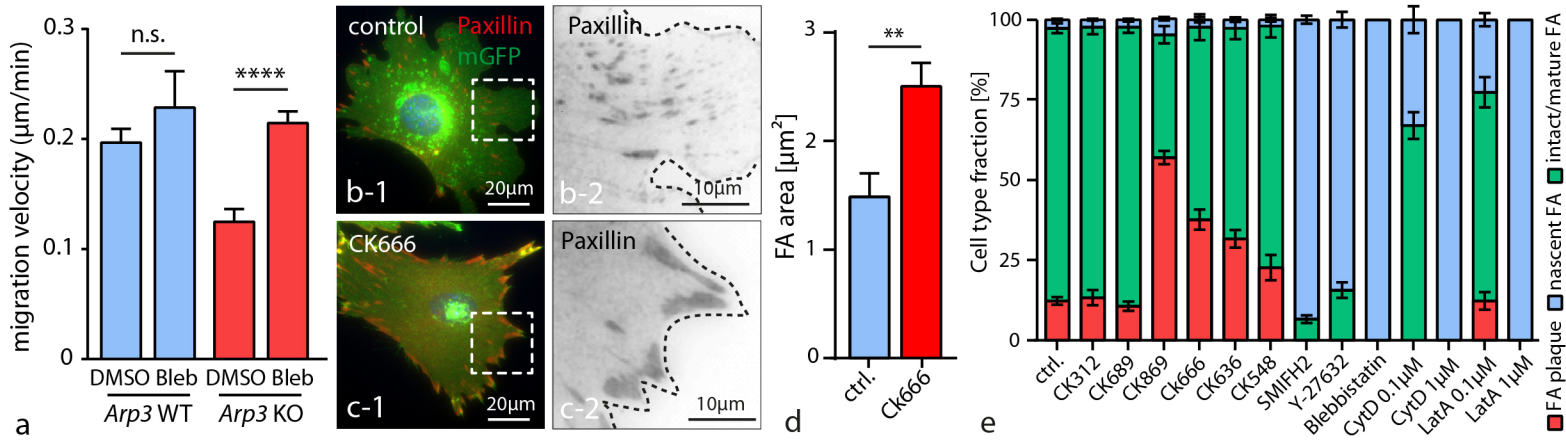 a
migration velocity (μm/min)
0.3
0.2
0.1
0
n.s.
****
DMSO Bleb DMSO Bleb
Arp3 WT Arp3 KO
control Paxillin
mGFP
b-1
20μm
Paxillin
b-2
10μm
CK666
c-1
20μm
Paxillin
c-2
10μm
d
FA area [μm²]
3
2
1
0
**
ctrl.
Ck666
e
Cell type fraction [%]
100
75
50
25
0
ctrl.
CK312
CK689
CK869
CK666
CK636
CK548
SMIFH2
Y-27632
Blebbistatin
CytD 0.1μM
CytD 1μM
LatA 0.1μM
LatA 1μM
FA plaque nascent FA intact/mature FA